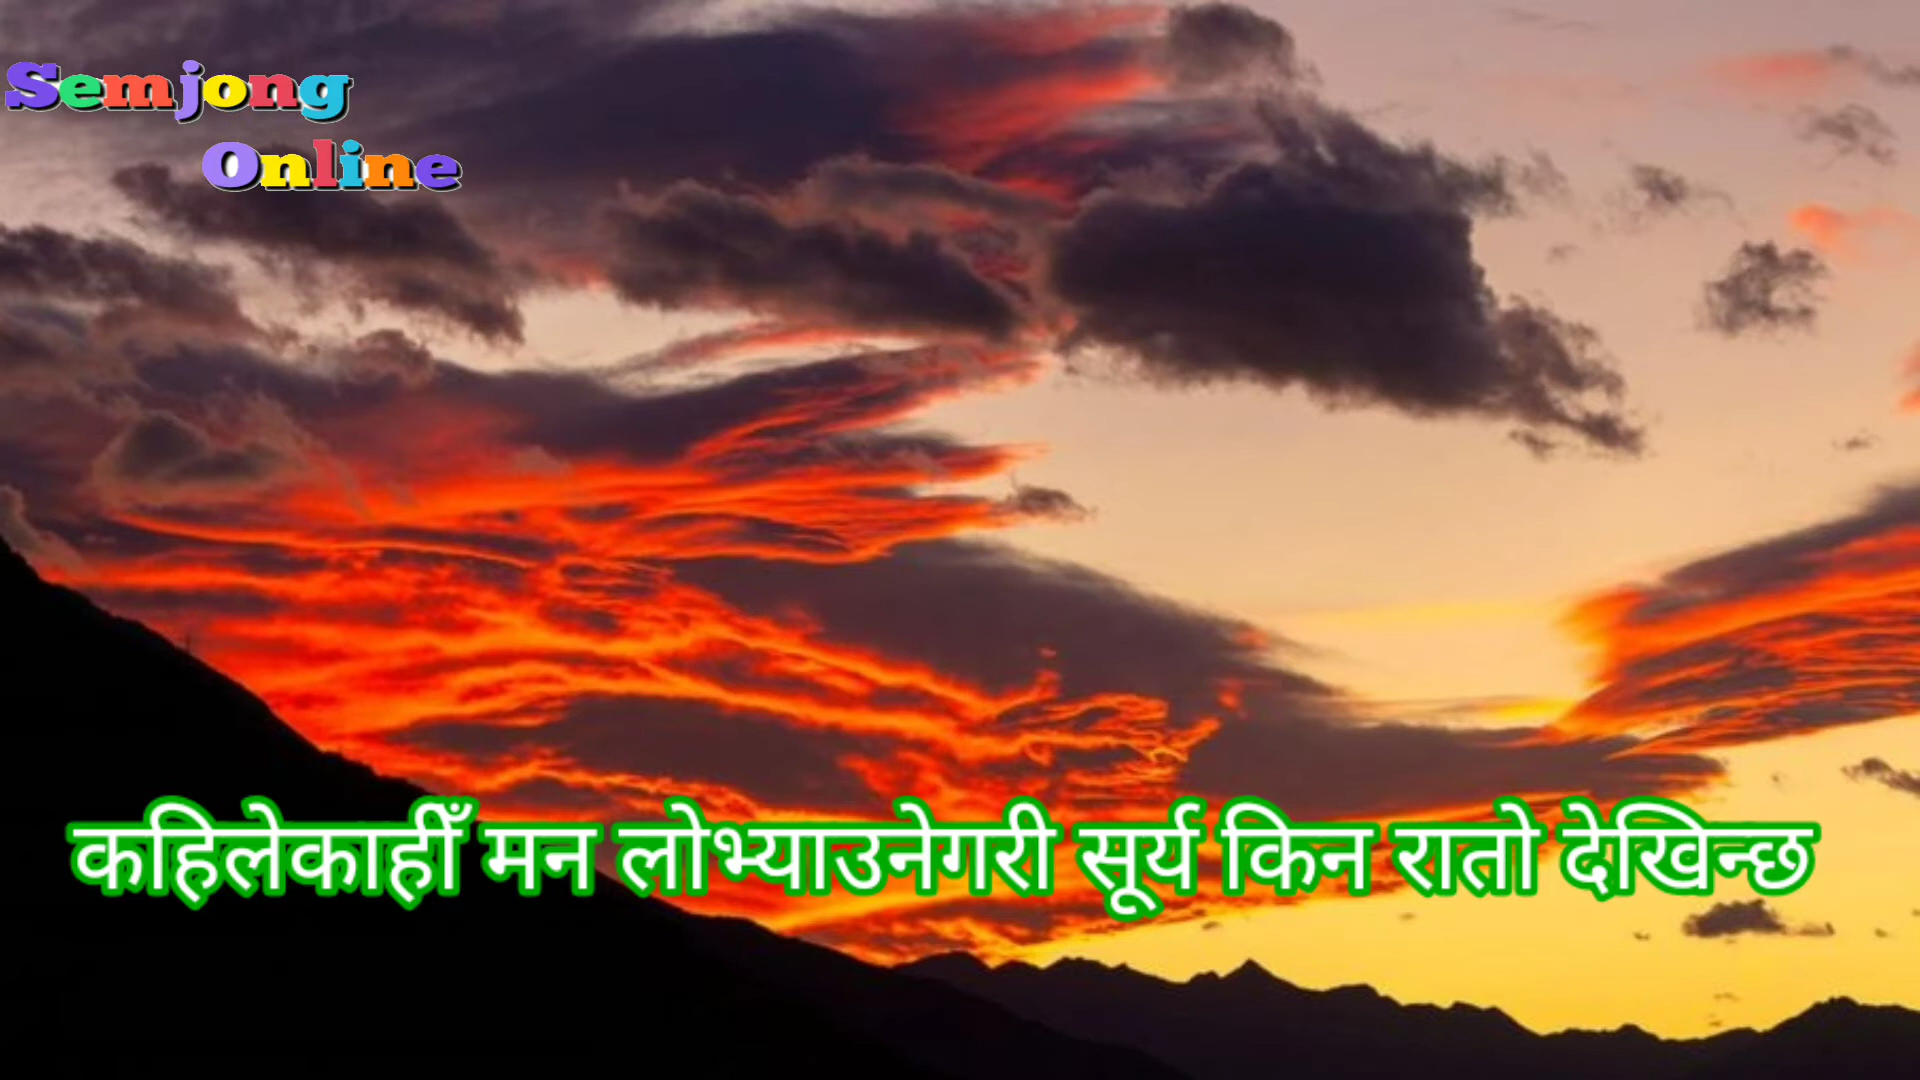 Semjong
Online
कहिलेकाहीँ मन लोभ्याउनेगरी सूर्य किन रातो देखिन्छ